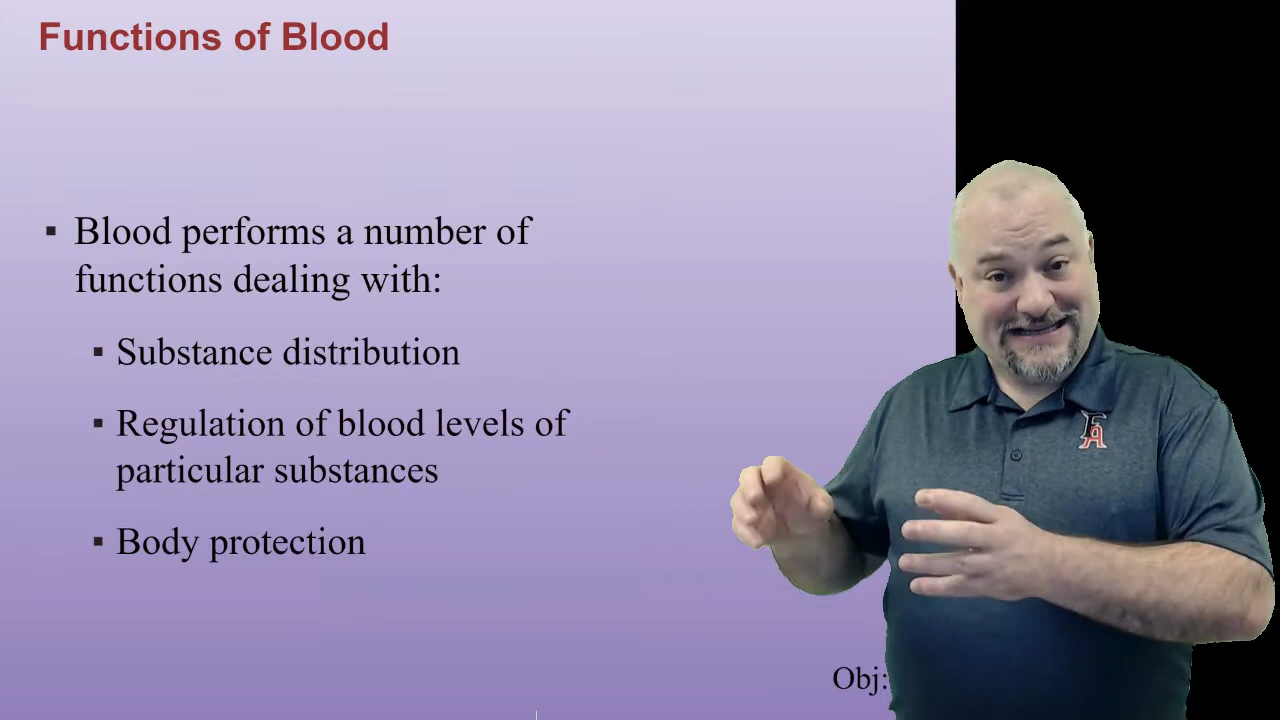 Functions of Blood
▪ Blood performs a number of
functions dealing with:
▪ Substance distribution
▪ Regulation of blood levels of
particular substances
▪ Body protection
Obj:
FA